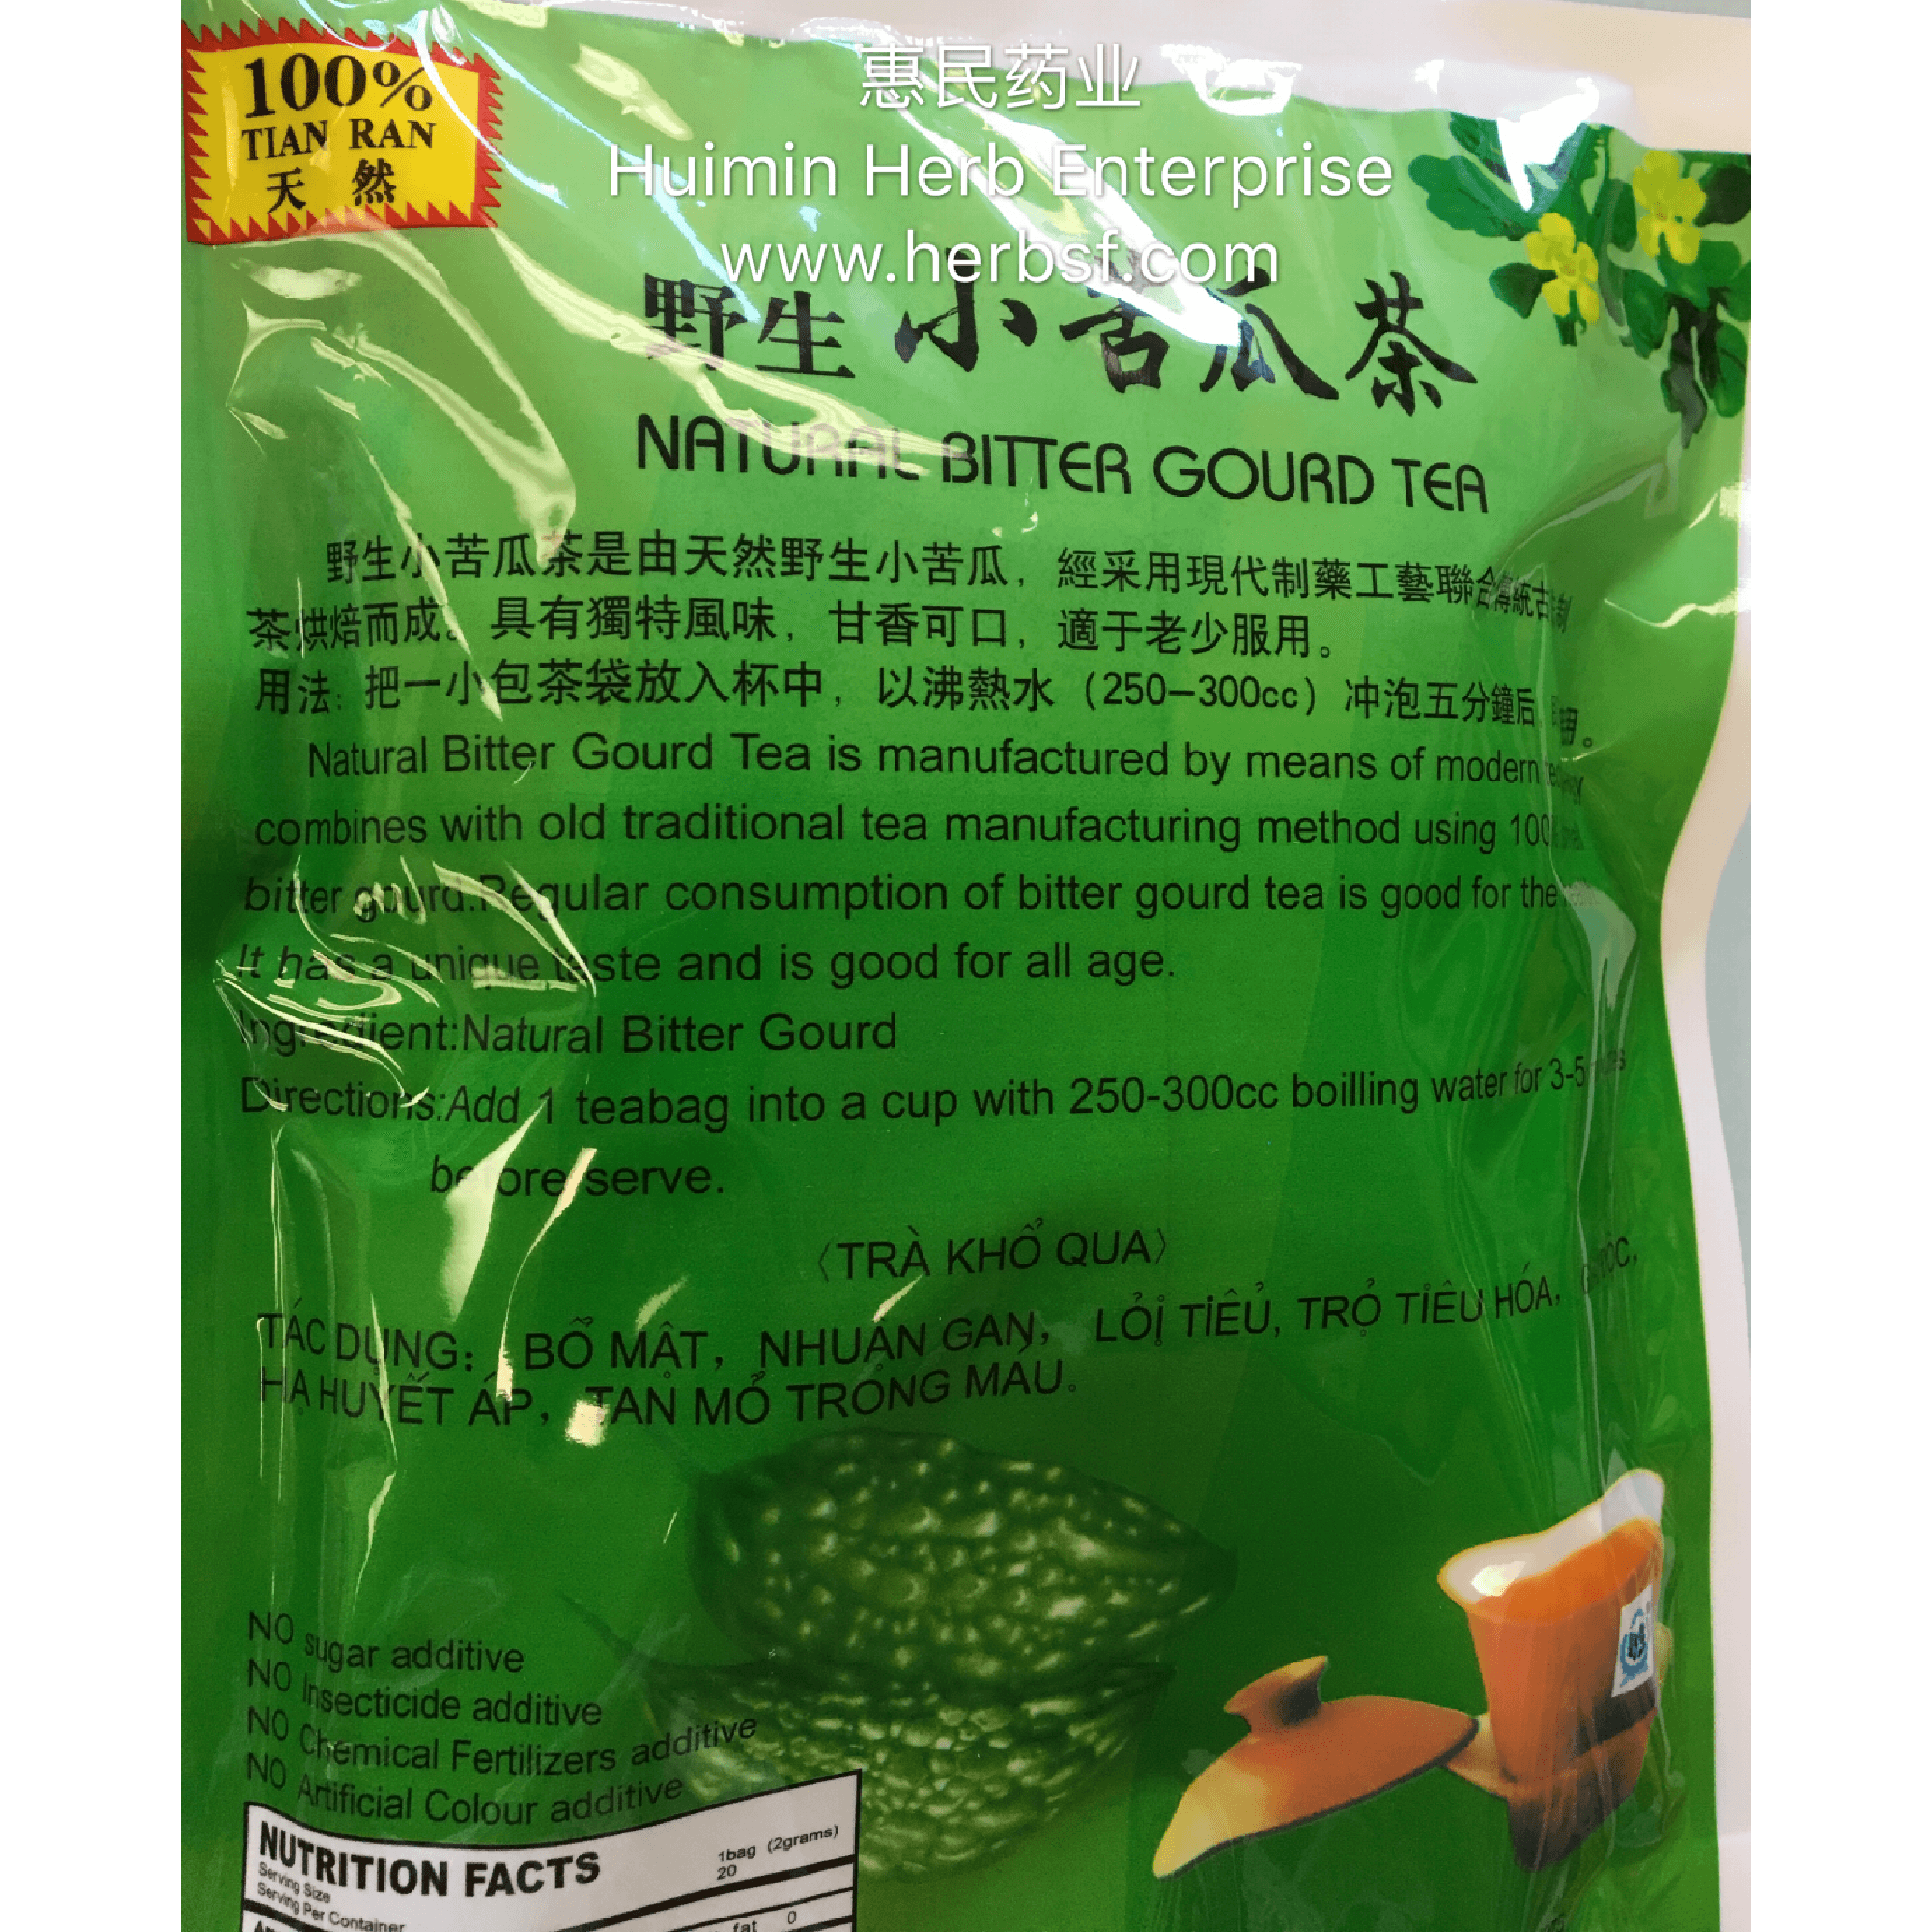 100%
TIAN RAN
天 然
惠民药业
Huimin Herb Enterprise
www.herbsf.com
野生小苦瓜茶
NATURAL BITTER GOURD TEA
野生小苦瓜茶是由天然野生小苦瓜，經采用現代制藥工藝聯合傳統古制
茶烘焙而成。具有獨特風味，甘香可口，適于老少服用。
用法：把一小包茶袋放入杯中，以沸熱水（250–300cc）冲泡五分鐘后
Natural Bitter Gourd Tea is manufactured by means of modern
combines with old traditional tea manufacturing method using 100%
bitter gourd.Regular consumption of bitter gourd tea is good for the
It has a unique taste and is good for all age.
Ingredient:Natural Bitter Gourd
Directions:Add 1 teabag into a cup with 250-300cc boilling water for 3-5
before serve.
〈TRÀ KHỔ QUA〉
TÁC DỤNG： BỔ MẬT， NHUẬN GAN， LỎỊ TIÊỦ, TRỎ TIÊU HÓA，
HẠ HUYẾT ÁP， TAN MỎ TRONG MÁU。
NO sugar additive
NO Insecticide additive
NO Chemical Fertilizers additive
NO Artificial Colour additive
NUTRITION FACTS
Serving Size 1bag (2grams)
Serving Per Container 20
fat 0